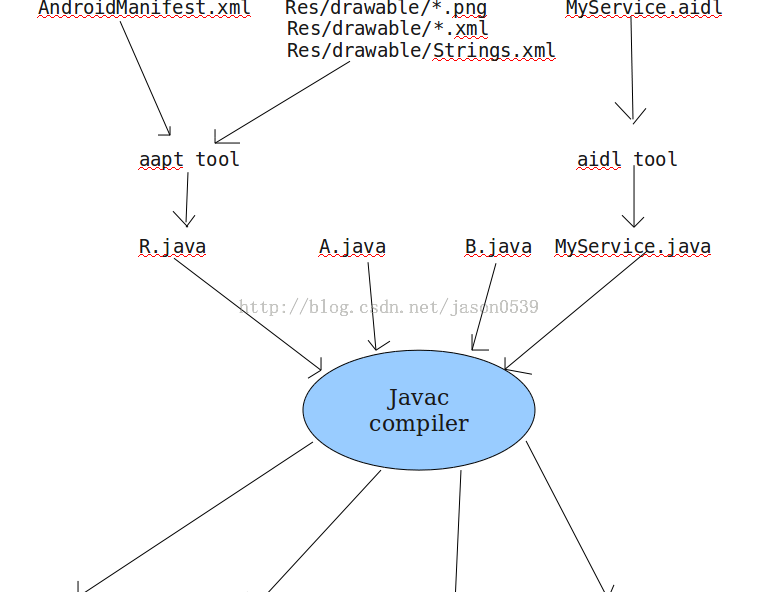 AndroidManifest.xml
Res/drawable/*.png
Res/drawable/*.xml
Res/drawable/Strings.xml
MyService.aidl
aapt tool
aidl tool
R.java
A.java
B.java
MyService.java
http://blog.csdn.net/jason0539
Javac
compiler